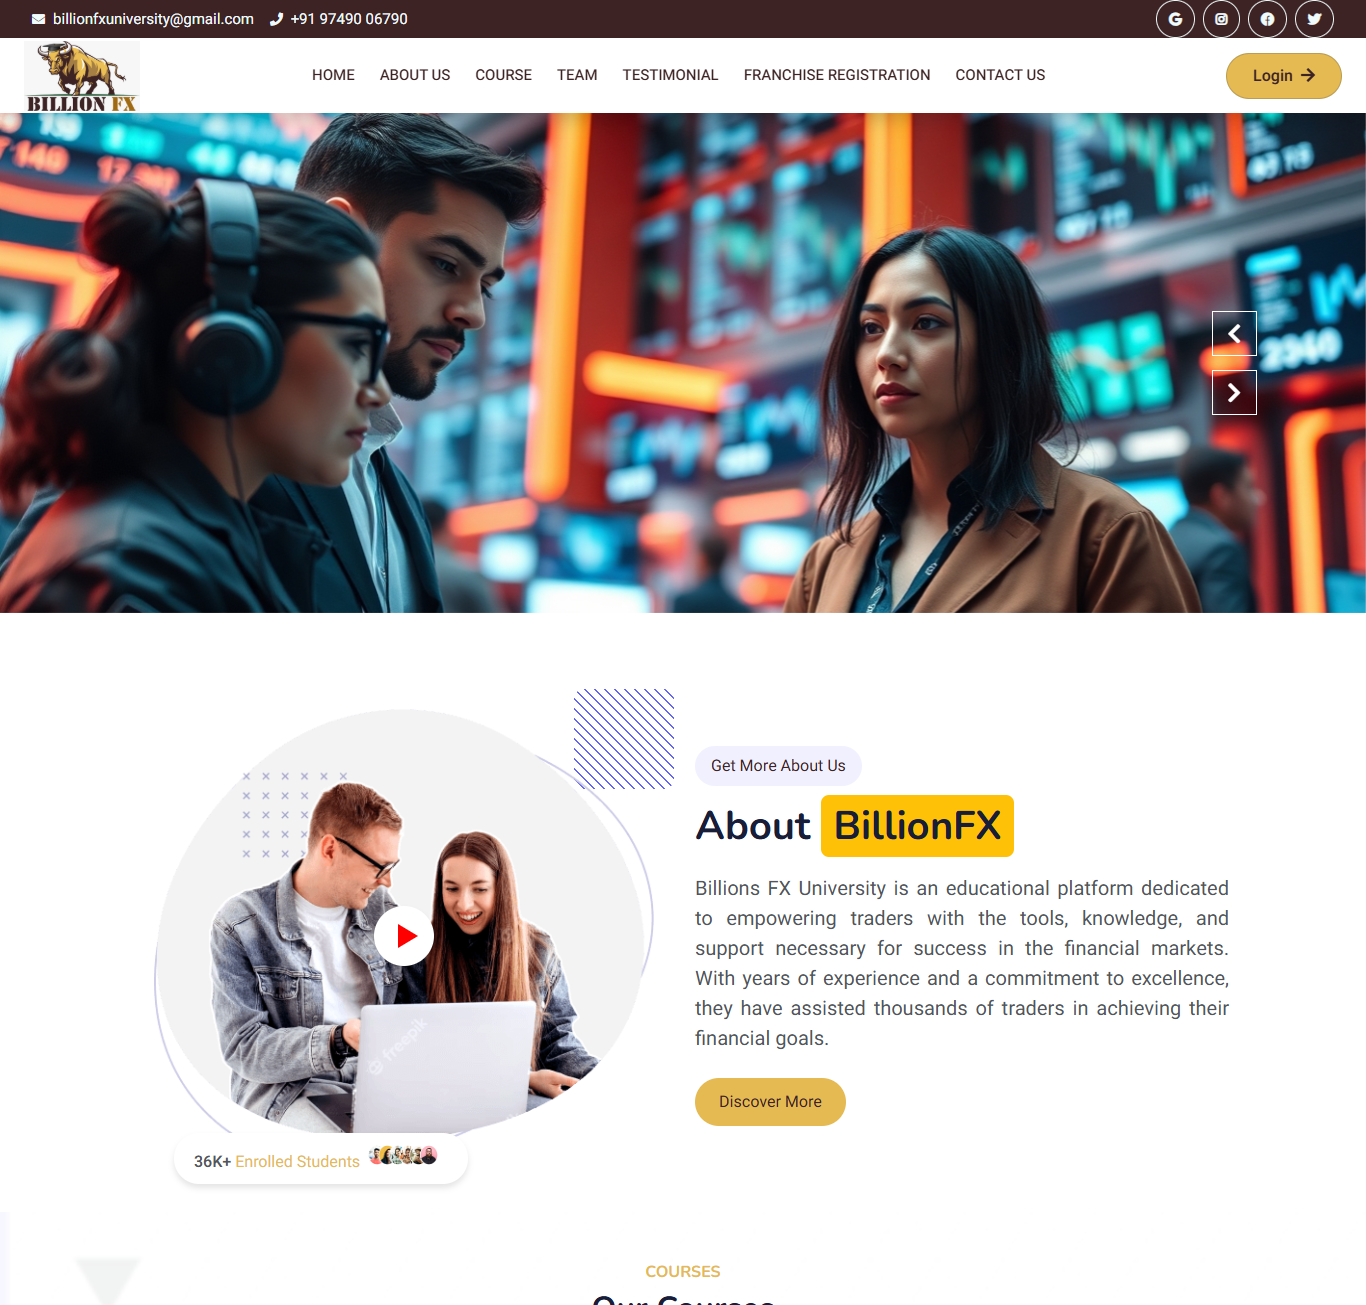 billionfxuniversity@gmail.com +91 97490 06790
BILLION FX
HOME ABOUT US COURSE TEAM TESTIMONIAL FRANCHISE REGISTRATION CONTACT US
Login
Get More About Us
About BillionFX
Billions FX University is an educational platform dedicated
to empowering traders with the tools, knowledge, and
support necessary for success in the financial markets.
With years of experience and a commitment to excellence,
they have assisted thousands of traders in achieving their
financial goals.
Discover More
freepik
36K+ Enrolled Students
COURSES
Our Courses